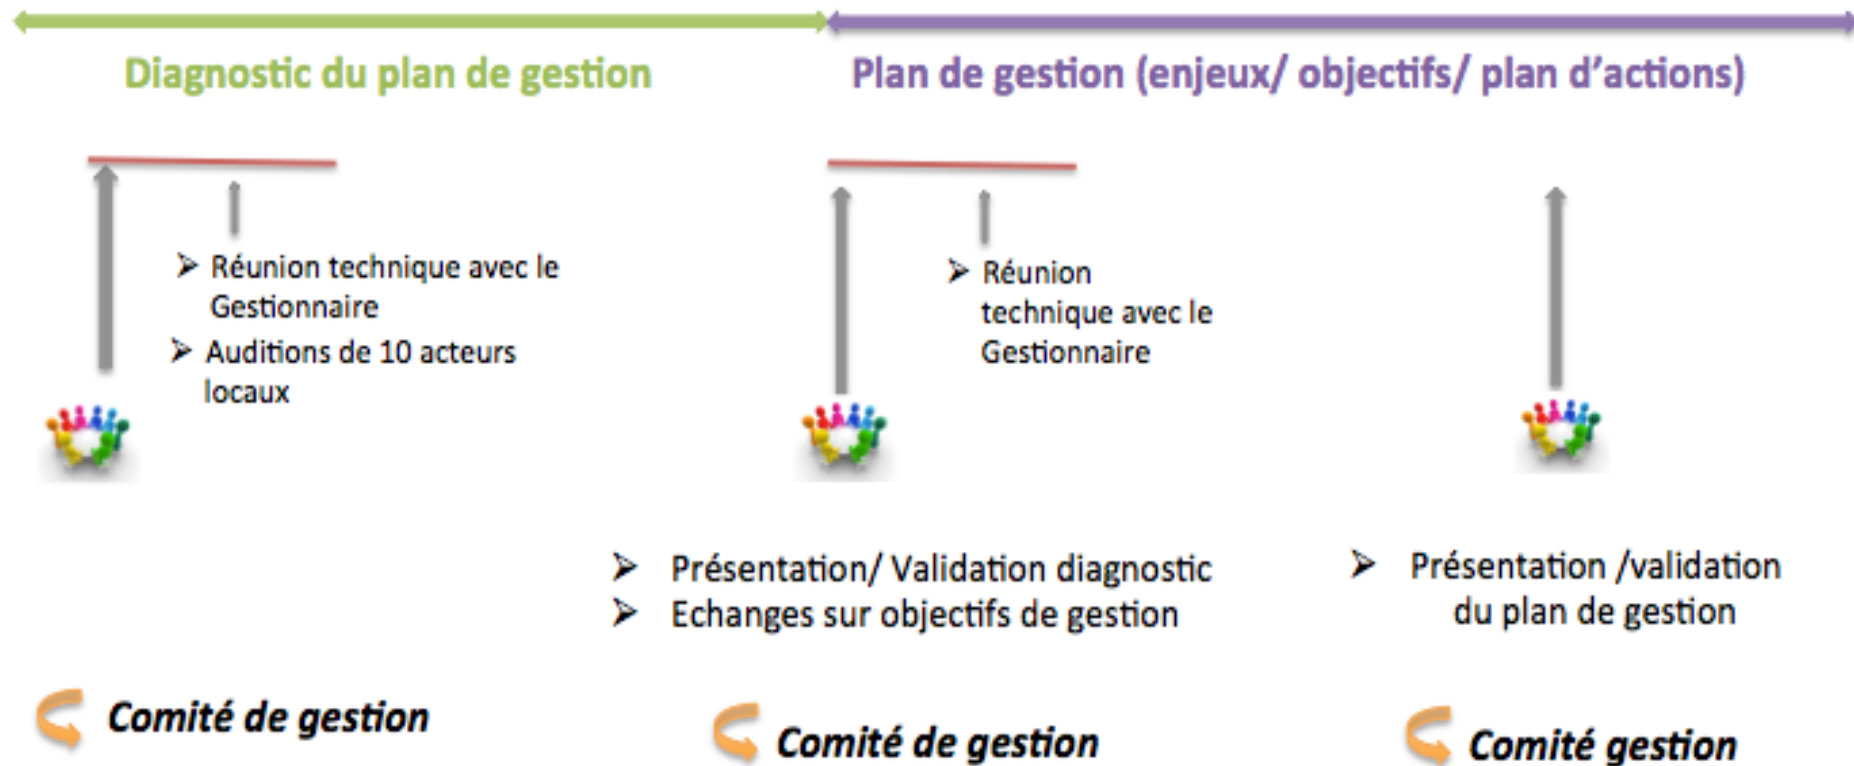 Diagnostic du plan de gestion
Plan de gestion (enjeux/ objectifs/ plan d'actions)
➤ Réunion technique avec le
Gestionnaire
➤ Auditions de 10 acteurs
locaux
➤ Réunion
technique avec le
Gestionnaire
➤ Présentation/ Validation diagnostic
➤ Echanges sur objectifs de gestion
➤ Présentation /validation
du plan de gestion
Comité de gestion
Comité de gestion
Comité gestion